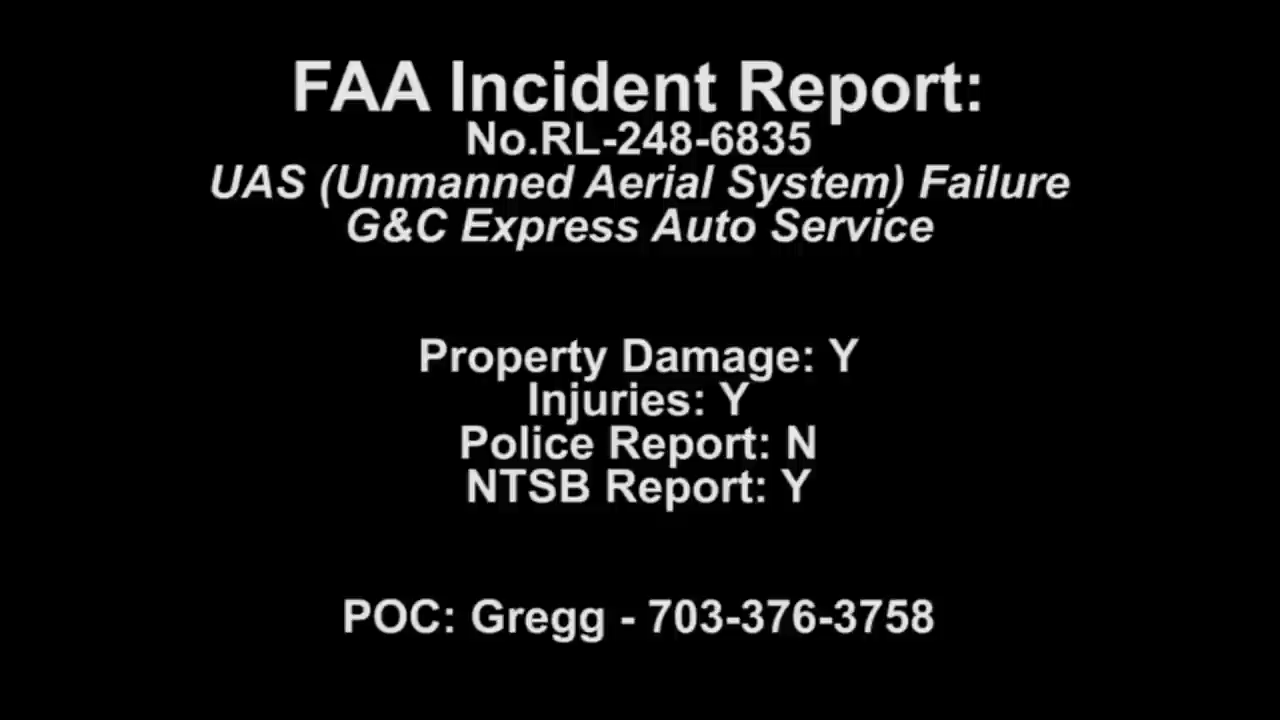 FAA Incident Report:
No.RL-248-6835
UAS (Unmanned Aerial System) Failure
G&C Express Auto Service
Property Damage: Y
Injuries: Y
Police Report: N
NTSB Report: Y
POC: Gregg - 703-376-3758